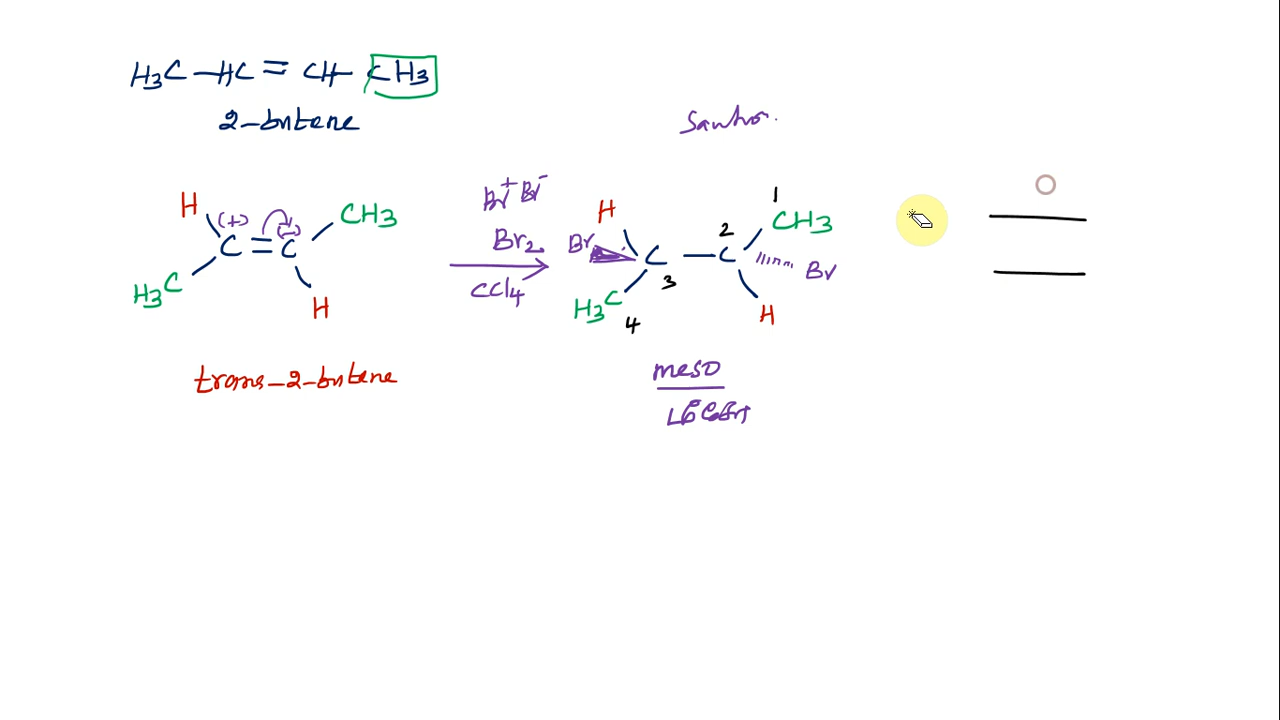 H3C-HC=CH-CH3
2-butene
Br+ Br-
H (+) C=C CH3
H3C H
Br2
CCl4
H Br C-C CH3 Br
H3C H
1 2 3 4
trans-2-butene
meso